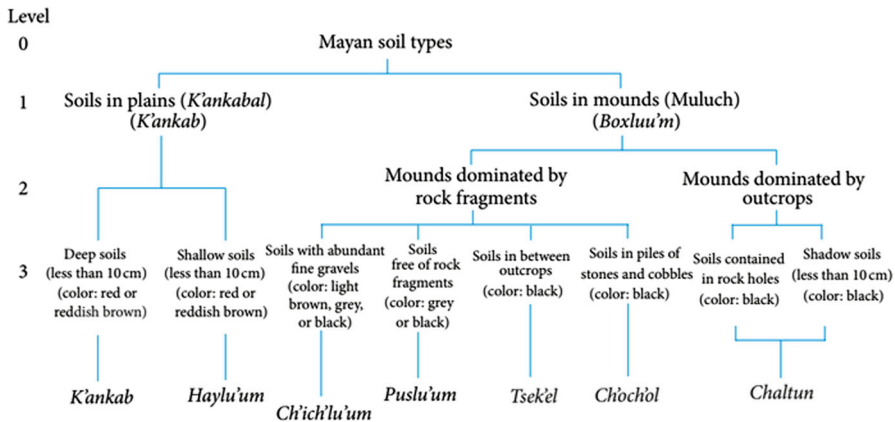 Level
0
Mayan soil types
1
Soils in plains (K'ankabal)
(K'ankab)
Soils in mounds (Muluch)
(Boxluu'm)
2
Mounds dominated by
rock fragments
Mounds dominated by
outcrops
3
Deep soils
(less than 10 cm)
(color: red or
reddish brown)
Shallow soils
(less than 10 cm)
(color: red or
reddish brown)
Soils with abundant
fine gravels
(color: light
brown, grey,
or black)
Soils
free of rock
fragments
(color: grey
or black)
Soils in between
outcrops
(color: black)
Soils in piles of
stones and cobbles
(color: black)
Soils contained
in rock holes
(color: black)
Shadow soils
(less than 10 cm)
(color: black)
K'ankab
Haylu'um
Ch'ich'lu'um
Puslu'um
Tsek'el
Ch'och'ol
Chaltun